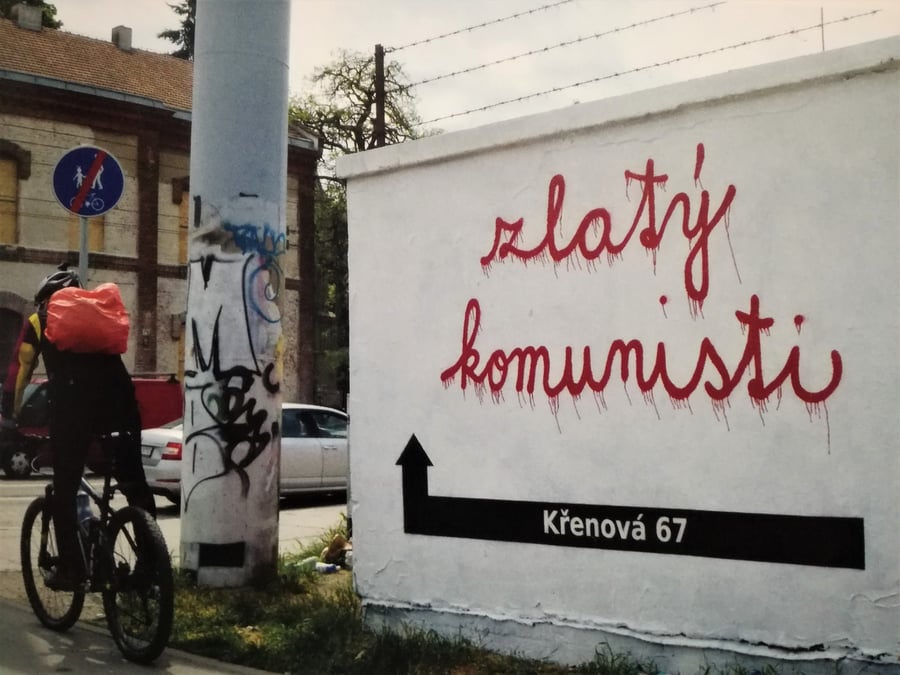 zlatý
komunisti
Křenová 67